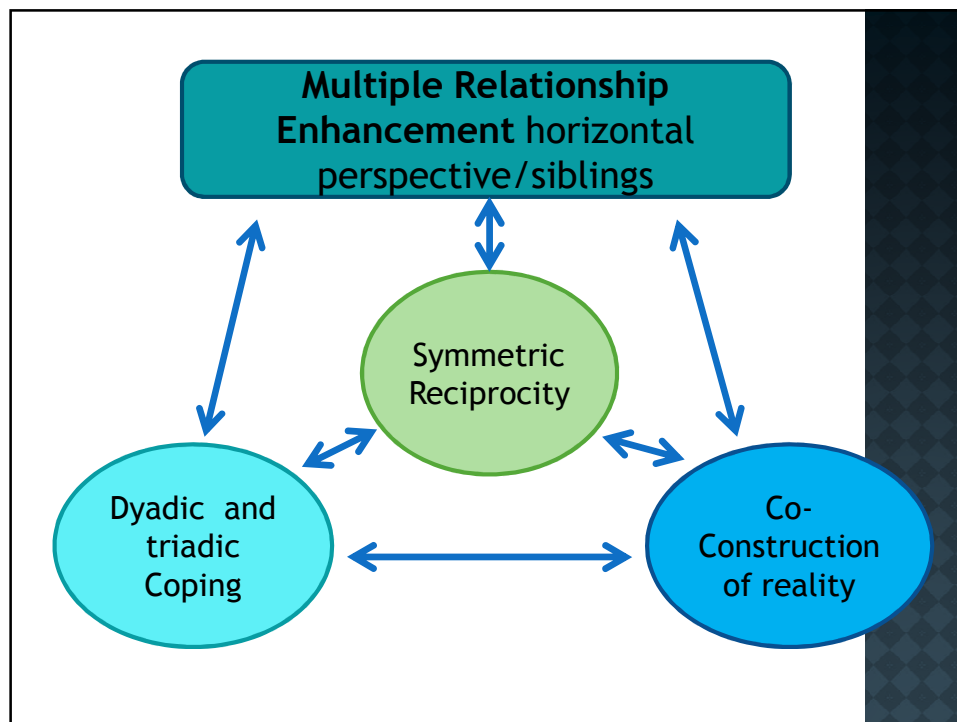 Multiple Relationship
Enhancement horizontal
perspective/siblings
Symmetric
Reciprocity
Dyadic and
triadic
Coping
Co-
Construction
of reality